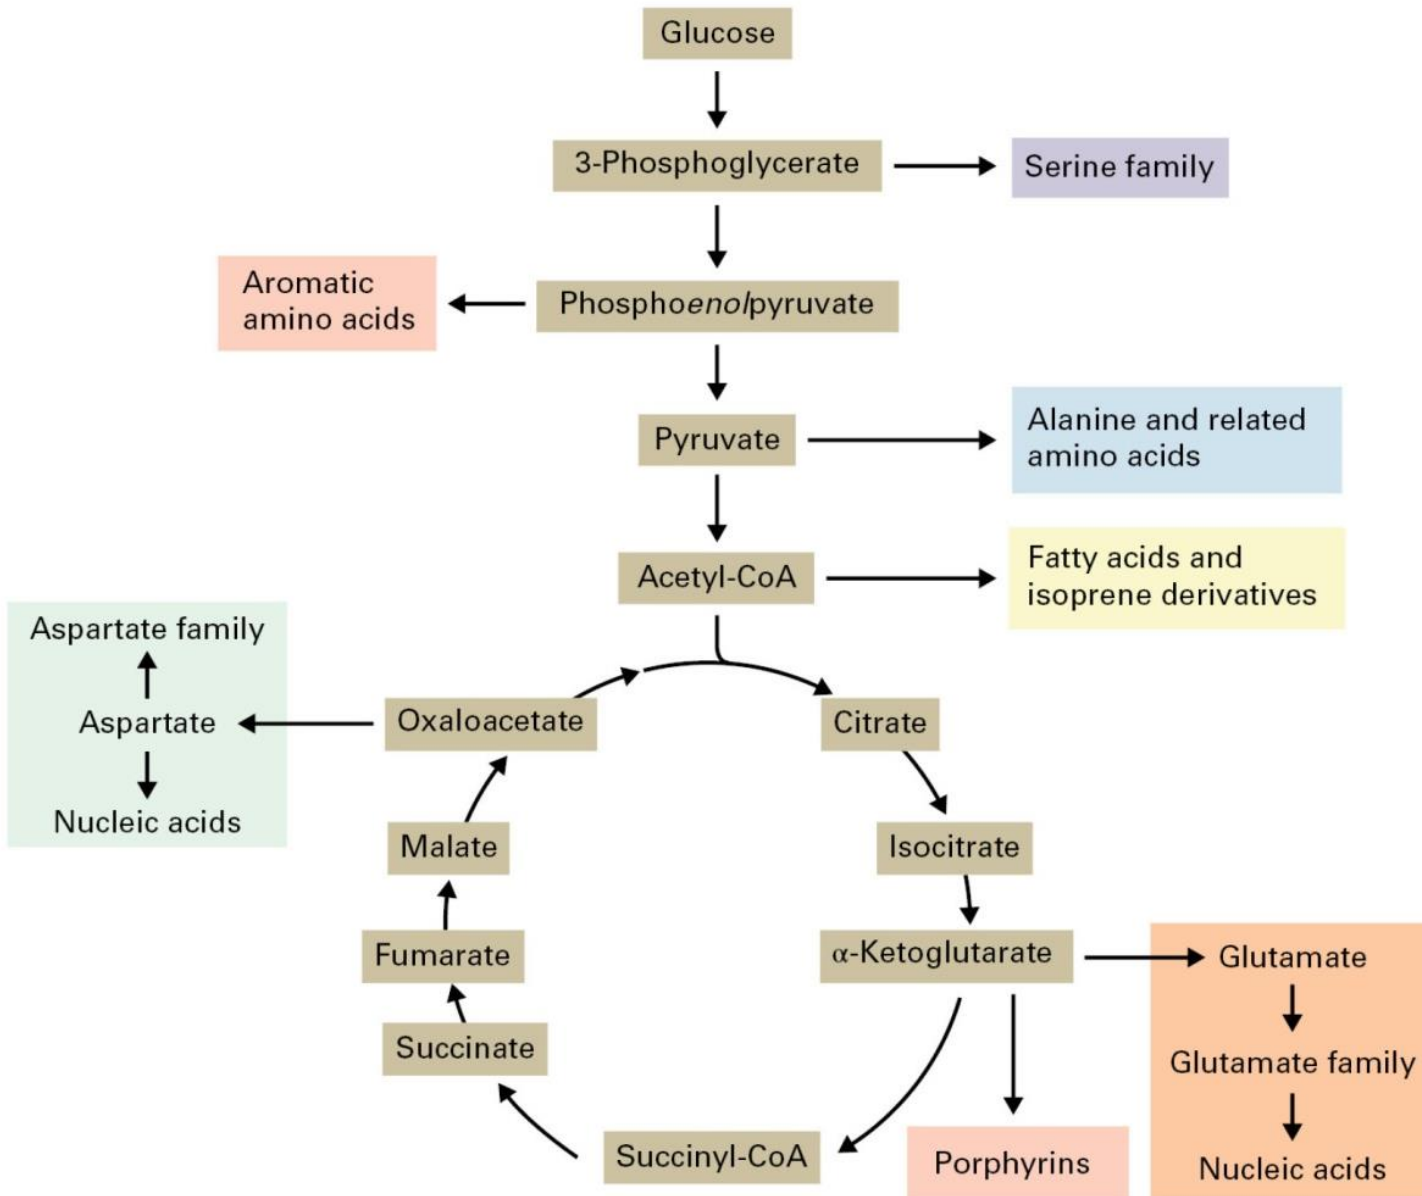 Glucose
3-Phosphoglycerate
Serine family
Aromatic
amino acids
Phosphoenolpyruvate
Pyruvate
Alanine and related
amino acids
Acetyl-CoA
Fatty acids and
isoprene derivatives
Aspartate family
Aspartate
Nucleic acids
Oxaloacetate
Citrate
Malate
Isocitrate
Fumarate
α-Ketoglutarate
Glutamate
Succinate
Glutamate family
Succinyl-CoA
Porphyrins
Nucleic acids